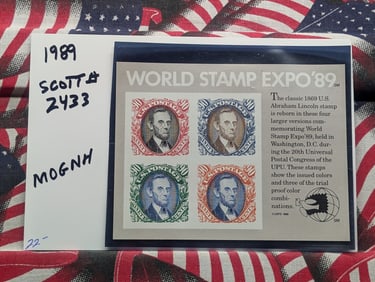 1989
SCOTT#
2433
MOGNH
22-
WORLD STAMP EXPO'89
The classic 1869 U.S.
Abraham Lincoln stamp
is reborn in these four
larger versions com-
memorating World
Stamp Expo'89, held in
Washington, D.C. dur-
ing the 20th Universal
Postal Congress of the
UPU. These stamps
show the issued colors
and three of the trial
proof color
combi-
nations.